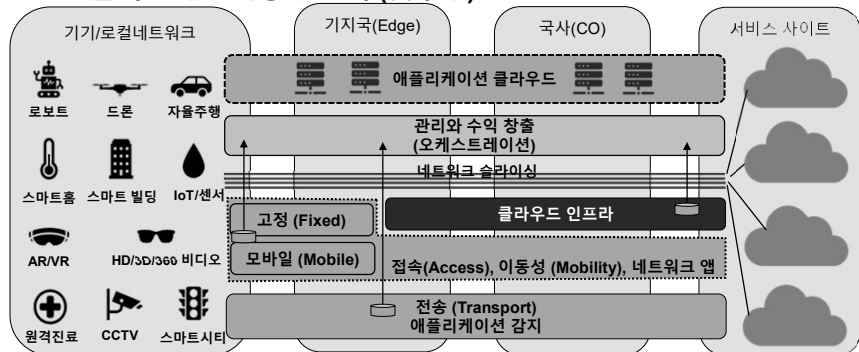 기기/로컬네트워크
기지국(Edge)
국사(CO)
서비스 사이트
애플리케이션 클라우드
로보트
드론
자율주행
관리와 수익 창출
(오케스트레이션)
네트워크 슬라이싱
스마트홈
스마트 빌딩
IoT/센서
고정 (Fixed)
클라우드 인프라
AR/VR
HD/3D/360 비디오
모바일 (Mobile)
접속(Access), 이동성 (Mobility), 네트워크 앱
전송 (Transport)
애플리케이션 감지
원격진료
CCTV
스마트시티